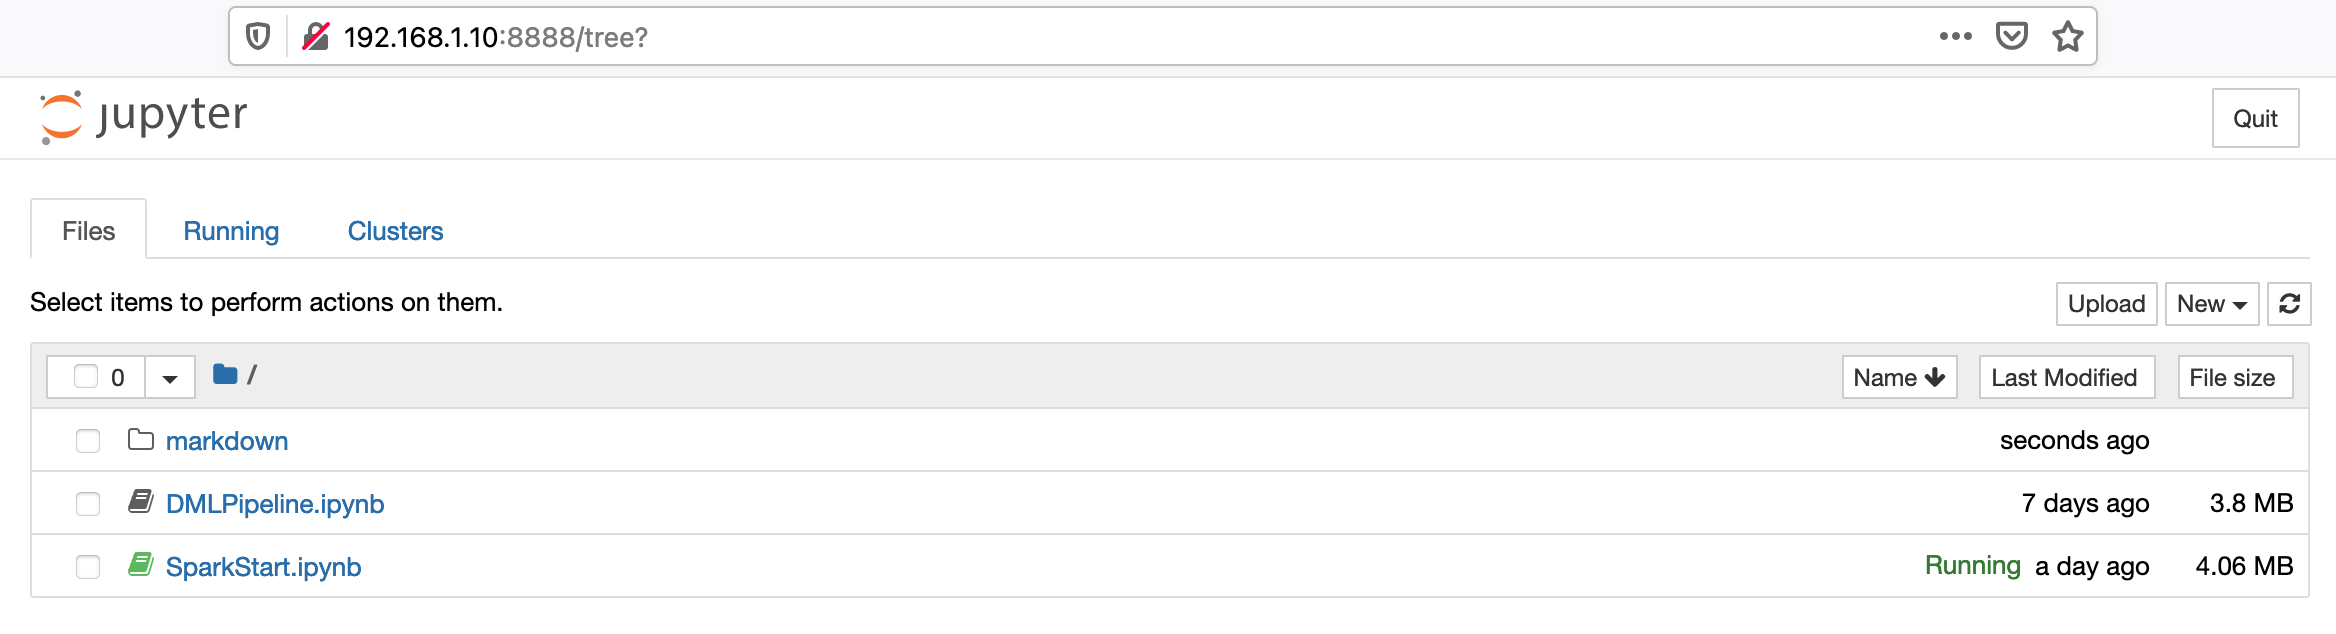 192.168.1.10:8888/tree?
jupyter
Quit
Files Running Clusters
Select items to perform actions on them.
Upload New
0 / Name Last Modified File size
markdown seconds ago
DMLPipeline.ipynb 7 days ago 3.8 MB
SparkStart.ipynb Running a day ago 4.06 MB